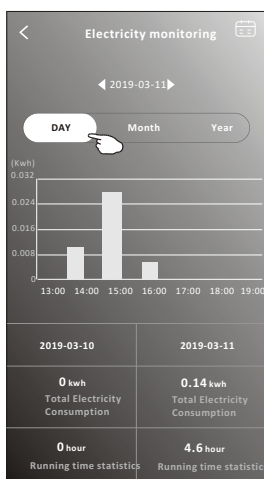 Electricity monitoring
2019-03-11
DAY Month Year
(Kwh)
0.032
0.024
0.016
0.008
0
13:00 14:00 15:00 16:00 17:00 18:00 19:00
2019-03-10 2019-03-11
0 kwh 0.14 kwh
Total Electricity Total Electricity
Consumption Consumption
0 hour 4.6 hour
Running time statistics Running time statistic